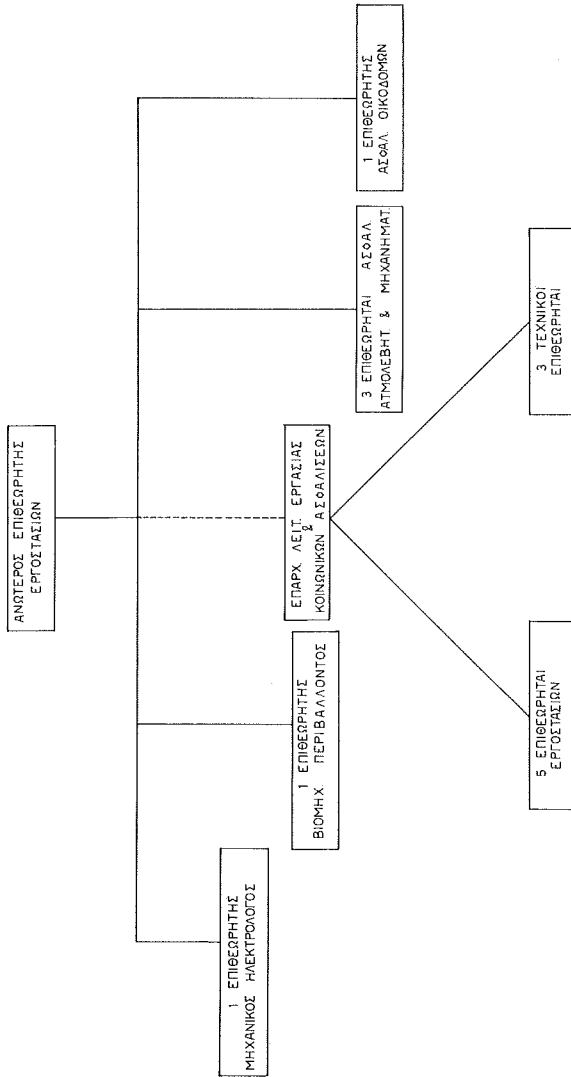 ΑΝΩΤΕΡΟΣ ΕΠΙΘΕΩΡΗΤΗΣ
ΕΡΓΟΣΤΑΣΙΩΝ
1 ΕΠΙΘΕΩΡΗΤΗΣ
ΜΗΧΑΝΙΚΟΣ ΗΛΕΚΤΡΟΛΟΓΟΣ
1 ΕΠΙΘΕΩΡΗΤΗΣ
ΒΙΟΜΗΧ. ΠΕΡΙΒΑΛΛΟΝΤΟΣ
ΕΠΑΡΧ. ΛΕΙΤ. ΕΡΓΑΣΙΑΣ
&
ΚΟΙΝΩΝΙΚΩΝ ΑΣΦΑΛΙΣΕΩΝ
3 ΕΠΙΘΕΩΡΗΤΑΙ ΑΣΦΑΛ.
ΑΤΜΟΛΕΒΗΤ. & ΜΗΧΑΝΗΜΑΤ.
1 ΕΠΙΘΕΩΡΗΤΗΣ
ΑΣΦΑΛ. ΟΙΚΟΔΟΜΩΝ
5 ΕΠΙΘΕΩΡΗΤΑΙ
ΕΡΓΟΣΤΑΣΙΩΝ
3 ΤΕΧΝΙΚΟΙ
ΕΠΙΘΕΩΡΗΤΑΙ